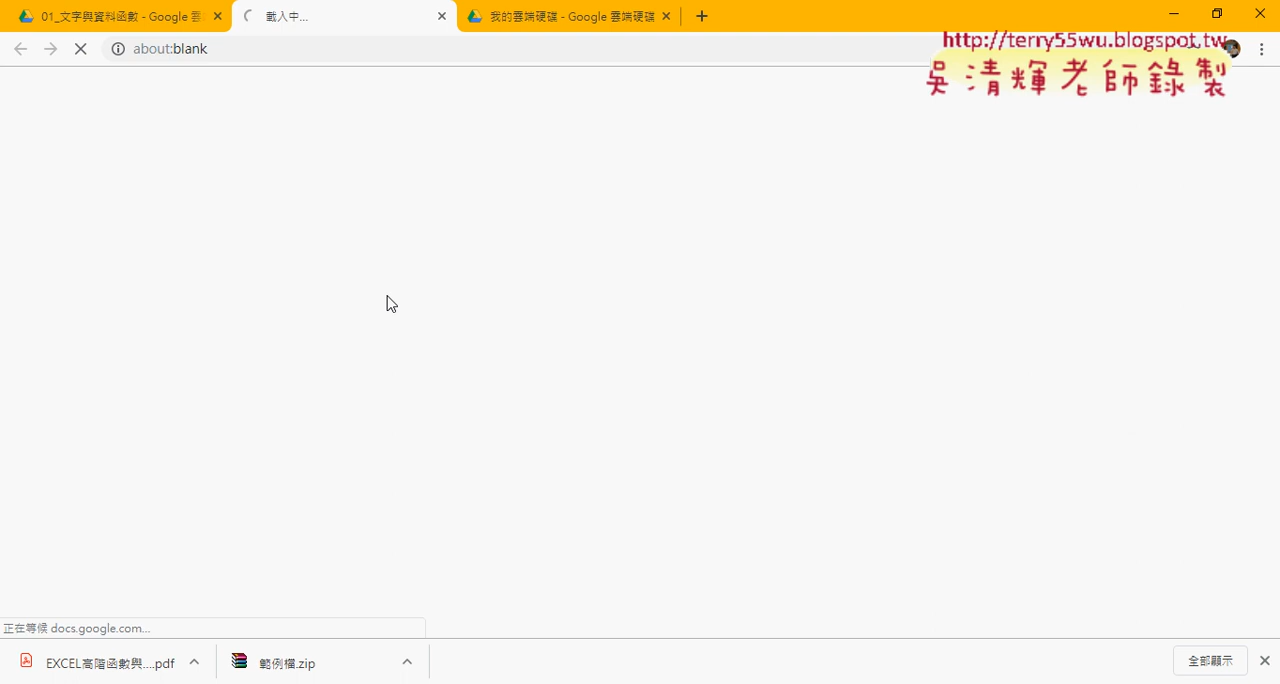 01_文字與資料函數 - Google 雲
載入中...
我的雲端硬碟 - Google 雲端硬碟
about:blank
http://terry55wu.blogspot.tw
吳清輝老師錄製
正在等候 docs.google.com...
EXCEL高階函數與....pdf
範例檔.zip
全部顯示